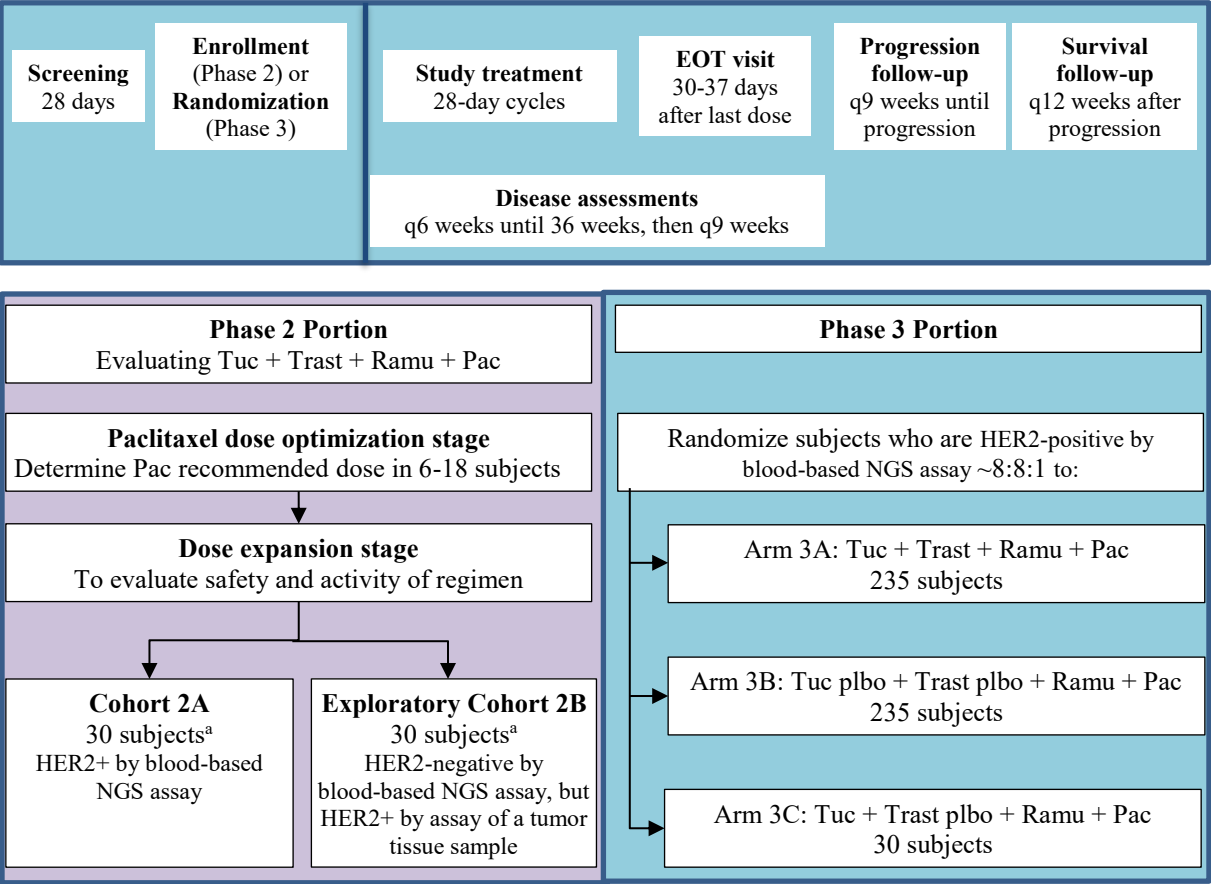 Screening
28 days
Enrollment
(Phase 2) or
Randomization
(Phase 3)
Study treatment
28-day cycles
EOT visit
30-37 days
after last dose
Progression
follow-up
q9 weeks until
progression
Survival
follow-up
q12 weeks after
progression
Disease assessments
q6 weeks until 36 weeks, then q9 weeks
Phase 2 Portion
Evaluating Tuc + Trast + Ramu + Pac
Paclitaxel dose optimization stage
Determine Pac recommended dose in 6-18 subjects
Dose expansion stage
To evaluate safety and activity of regimen
Cohort 2A
30 subjectsᵃ
HER2+ by blood-based
NGS assay
Exploratory Cohort 2B
30 subjectsᵃ
HER2-negative by
blood-based NGS assay, but
HER2+ by assay of a tumor
tissue sample
Phase 3 Portion
Randomize subjects who are HER2-positive by
blood-based NGS assay ~8:8:1 to:
Arm 3A: Tuc + Trast + Ramu + Pac
235 subjects
Arm 3B: Tuc plbo + Trast plbo + Ramu + Pac
235 subjects
Arm 3C: Tuc + Trast plbo + Ramu + Pac
30 subjects